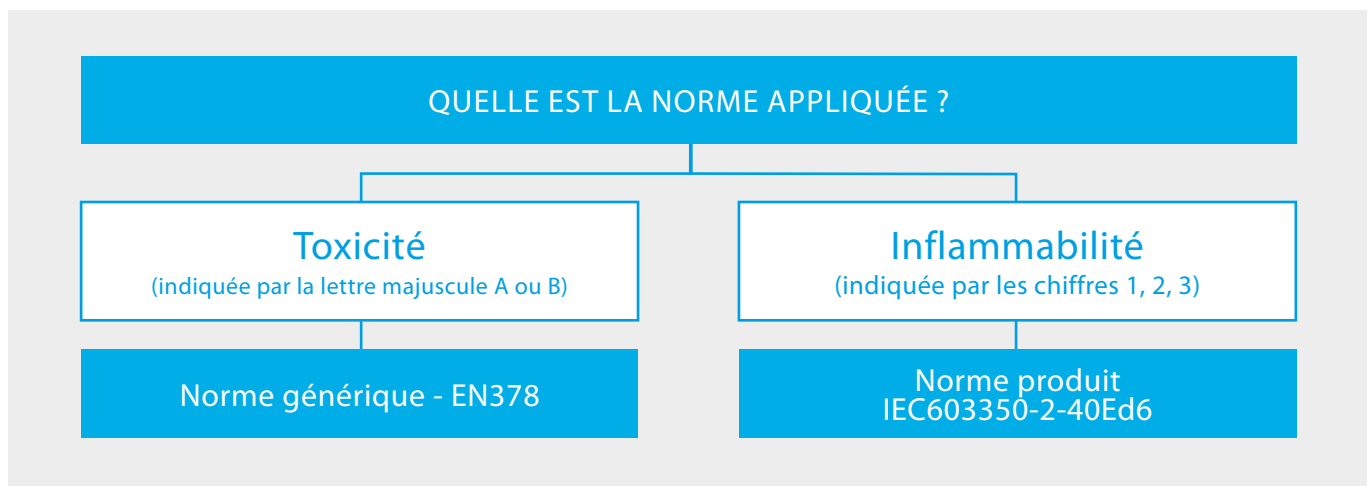 QUELLE EST LA NORME APPLIQUÉE ?
Toxicité
(indiquée par la lettre majuscule A ou B)
Inflammabilité
(indiquée par les chiffres 1, 2, 3)
Norme générique - EN378
Norme produit
IEC603350-2-40Ed6